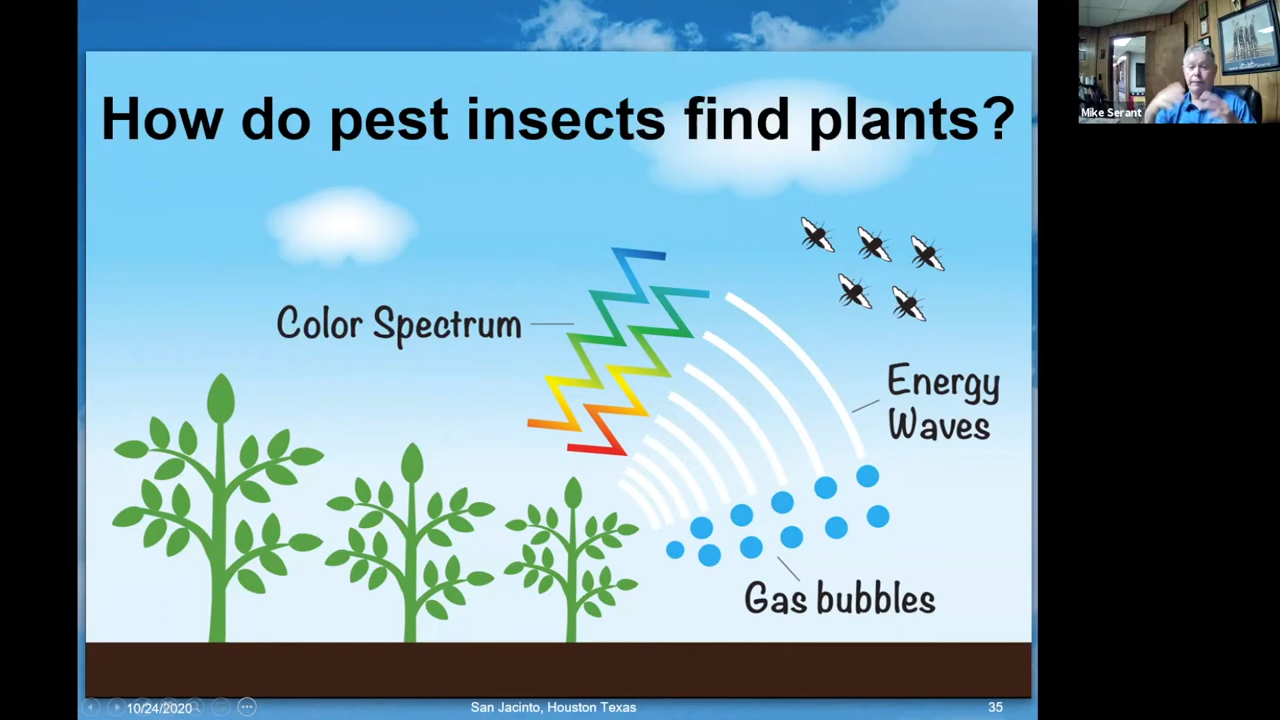 How do pest insects find plants?
Color Spectrum
Energy
Waves
Gas bubbles
10/24/2020
San Jacinto, Houston Texas
35
Mike Serant